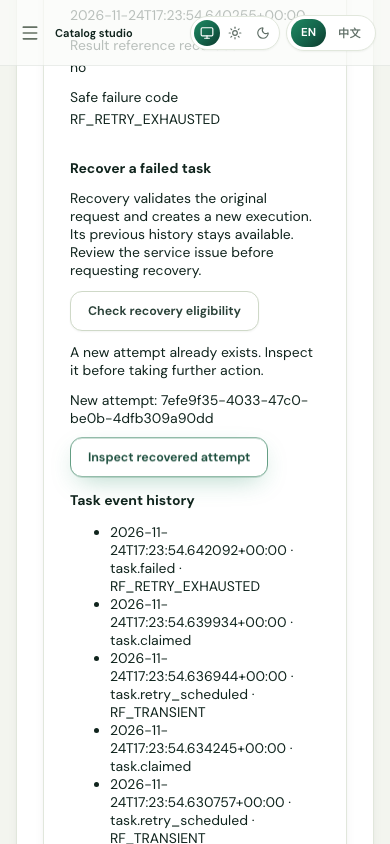 2026-11-24T17:23:54.640255+00:00
Catalog studio
EN
中文
Result reference rec
no
Safe failure code
RF_RETRY_EXHAUSTED
Recover a failed task
Recovery validates the original
request and creates a new execution.
Its previous history stays available.
Review the service issue before
requesting recovery.
Check recovery eligibility
A new attempt already exists. Inspect
it before taking further action.
New attempt: 7efe9f35-4033-47c0-
be0b-4dfb309a90dd
Inspect recovered attempt
Task event history
2026-11-
24T17:23:54.642092+00:00 ·
task.failed ·
RF_RETRY_EXHAUSTED
2026-11-
24T17:23:54.639934+00:00 ·
task.claimed
2026-11-
24T17:23:54.636944+00:00 ·
task.retry_scheduled ·
RF_TRANSIENT
2026-11-
24T17:23:54.634245+00:00 ·
task.claimed
2026-11-
24T17:23:54.630757+00:00 ·
task.retry_scheduled ·
RF_TRANSIENT